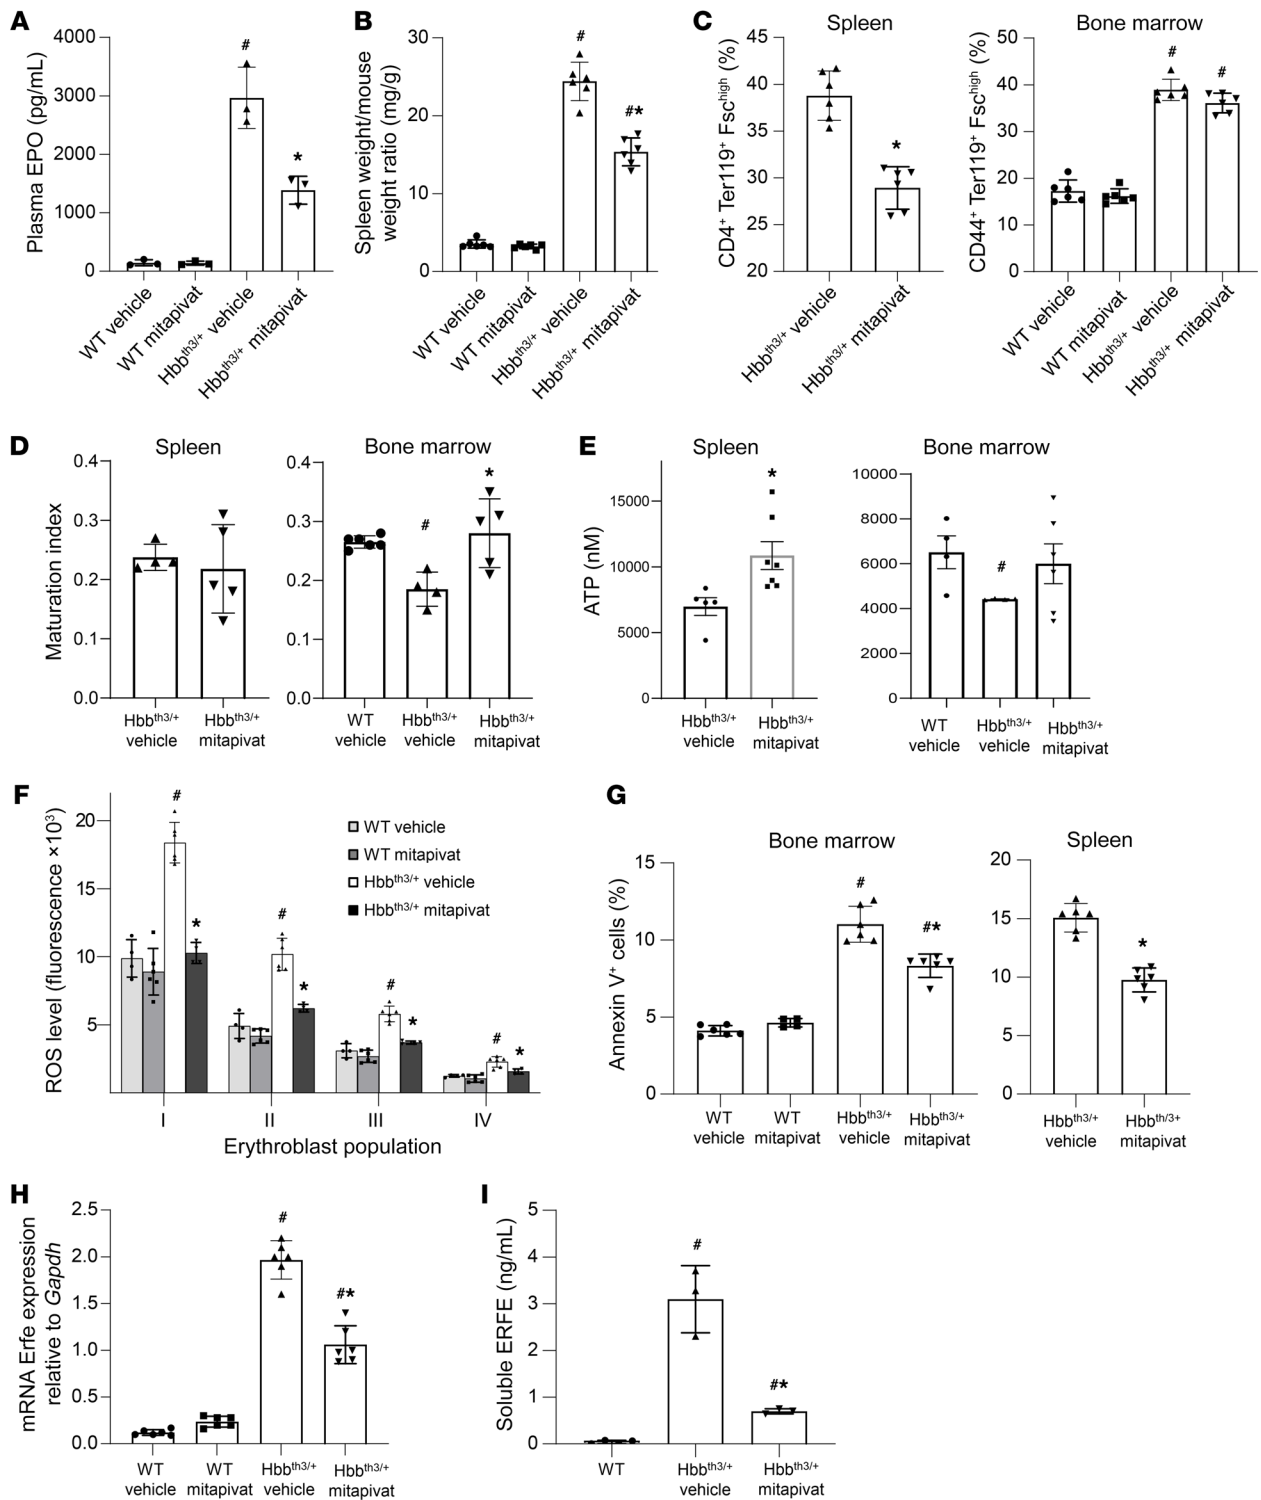 A
Plasma EPO (pg/mL)
4000
3000
2000
1000
0
#
*
WT vehicle
WT mitapivat
Hbbth3/+ vehicle
Hbbth3/+ mitapivat
B
Spleen weight/mouse
weight ratio (mg/g)
30
20
10
0
#
#*
WT vehicle
WT mitapivat
Hbbth3/+ vehicle
Hbbth3/+ mitapivat
C
Spleen
CD4+ Ter119+ Fschigh (%)
45
40
35
30
25
20
*
Hbbth3/+ vehicle
Hbbth3/+ mitapivat
Bone marrow
CD44+ Ter119+ Fschigh (%)
50
40
30
20
10
0
#
#
WT vehicle
WT mitapivat
Hbbth3/+ vehicle
Hbbth3/+ mitapivat
D
Spleen
Maturation index
0.4
0.3
0.2
0.1
0.0
Hbbth3/+
vehicle
Hbbth3/+
mitapivat
Bone marrow
0.4
0.3
0.2
0.1
0.0
#
*
WT
vehicle
Hbbth3/+
vehicle
Hbbth3/+
mitapivat
E
Spleen
ATP (nM)
15000
10000
5000
0
*
Hbbth3/+
vehicle
Hbbth3/+
mitapivat
Bone marrow
10000
8000
6000
4000
2000
0
#
WT
vehicle
Hbbth3/+
vehicle
Hbbth3/+
mitapivat
F
ROS level (fluorescence ×103)
20
15
10
5
#
*
#
*
#
*
#
*
WT vehicle
WT mitapivat
Hbbth3/+ vehicle
Hbbth3/+ mitapivat
I
II
III
IV
Erythroblast population
G
Bone marrow
Annexin V+ cells (%)
15
10
5
0
#
#*
WT
vehicle
WT
mitapivat
Hbbth3/+
vehicle
Hbbth3/+
mitapivat
Spleen
20
15
10
5
0
*
Hbbth3/+
vehicle
Hbbth/3+
mitapivat
H
mRNA Erfe expression
relative to Gapdh
2.5
2.0
1.5
1.0
0.5
0.0
#
#*
WT
vehicle
WT
mitapivat
Hbbth3/+
vehicle
Hbbth3/+
mitapivat
I
Soluble ERFE (ng/mL)
5
4
3
2
1
0
#
#*
WT
Hbbth3/+
vehicle
Hbbth3/+
mitapivat